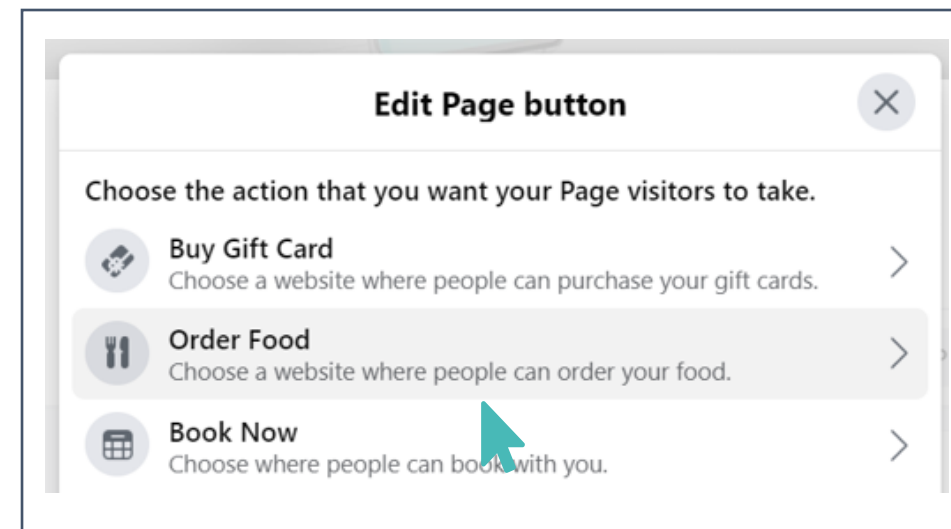 Edit Page button
Choose the action that you want your Page visitors to take.
Buy Gift Card
Choose a website where people can purchase your gift cards.
Order Food
Choose a website where people can order your food.
Book Now
Choose where people can book with you.